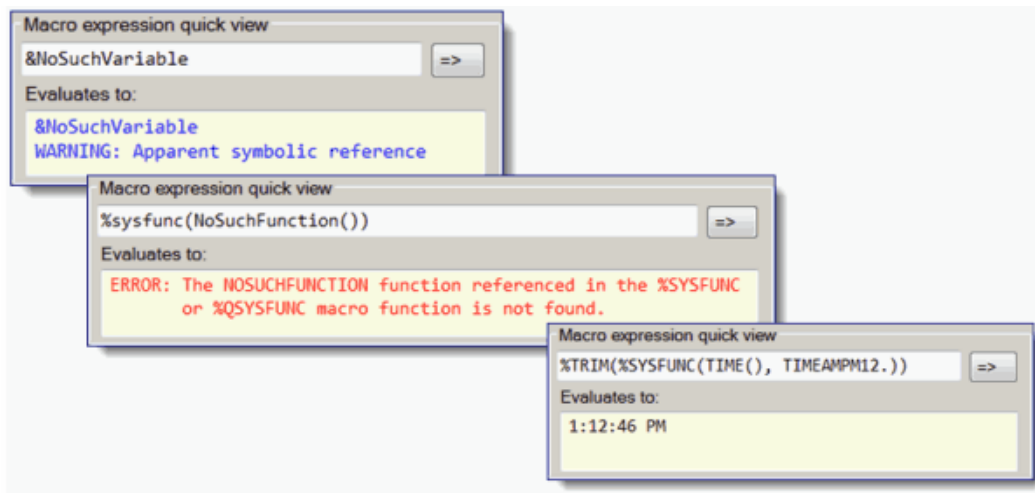 Macro expression quick view
&NoSuchVariable =>
Evaluates to:
&NoSuchVariable
WARNING: Apparent symbolic reference
Macro expression quick view
%sysfunc(NoSuchFunction()) =>
Evaluates to:
ERROR: The NOSUCHFUNCTION function referenced in the %SYSFUNC
or %QSYSFUNC macro function is not found.
Macro expression quick view
%TRIM(%SYSFUNC(TIME(), TIMEAMPM12.)) =>
Evaluates to:
1:12:46 PM